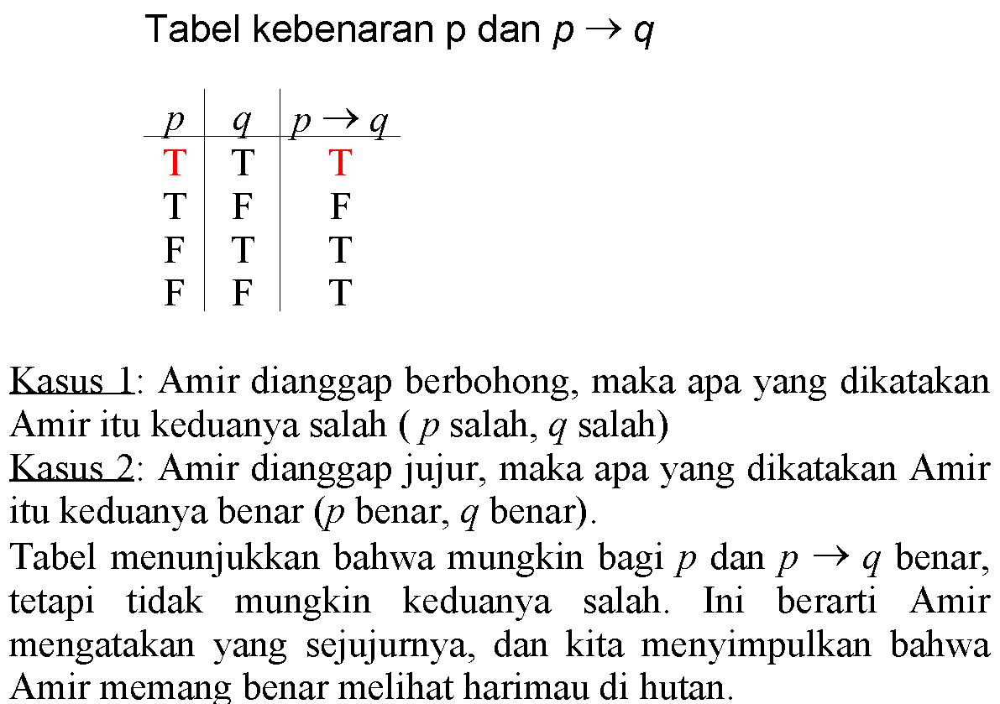 Tabel kebenaran p dan p → q
p q p → q
T T T
T F F
F T T
F F T
Kasus 1: Amir dianggap berbohong, maka apa yang dikatakan
Amir itu keduanya salah ( p salah, q salah)
Kasus 2: Amir dianggap jujur, maka apa yang dikatakan Amir
itu keduanya benar (p benar, q benar).
Tabel menunjukkan bahwa mungkin bagi p dan p → q benar,
tetapi tidak mungkin keduanya salah. Ini berarti Amir
mengatakan yang sejujurnya, dan kita menyimpulkan bahwa
Amir memang benar melihat harimau di hutan.